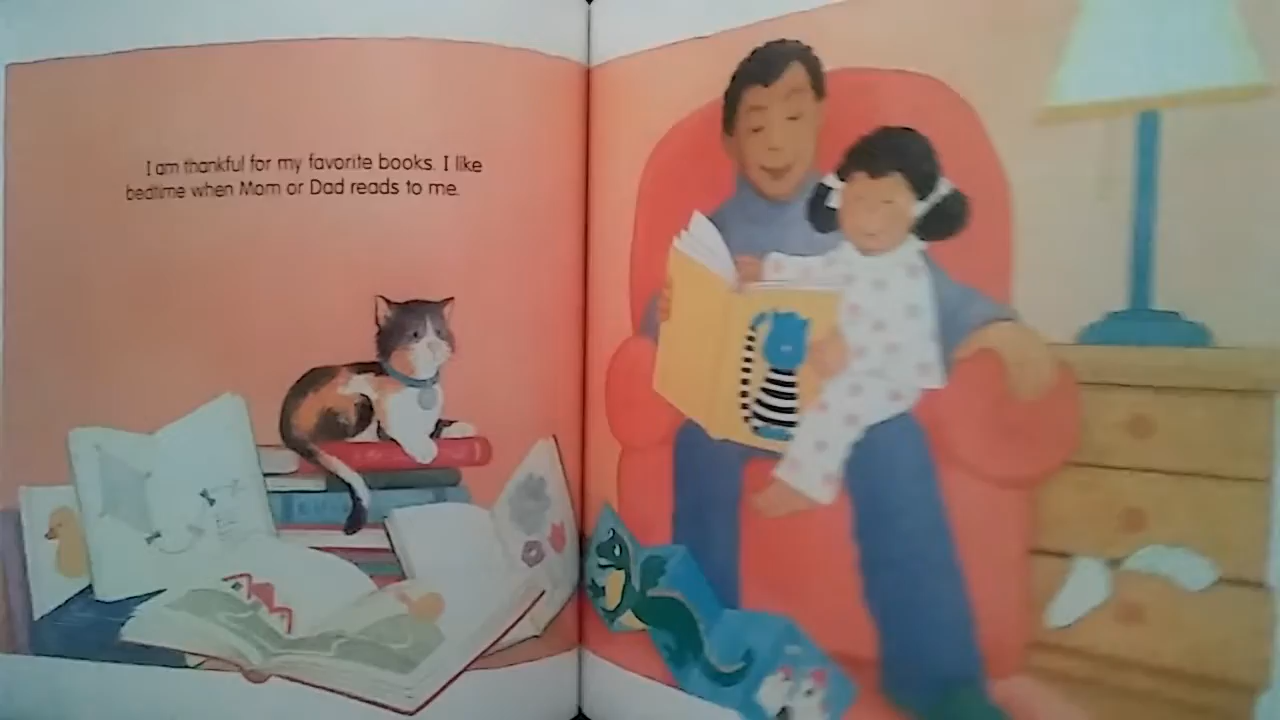 I am thankful for my favorite books. I like
bedtime when Mom or Dad reads to me.